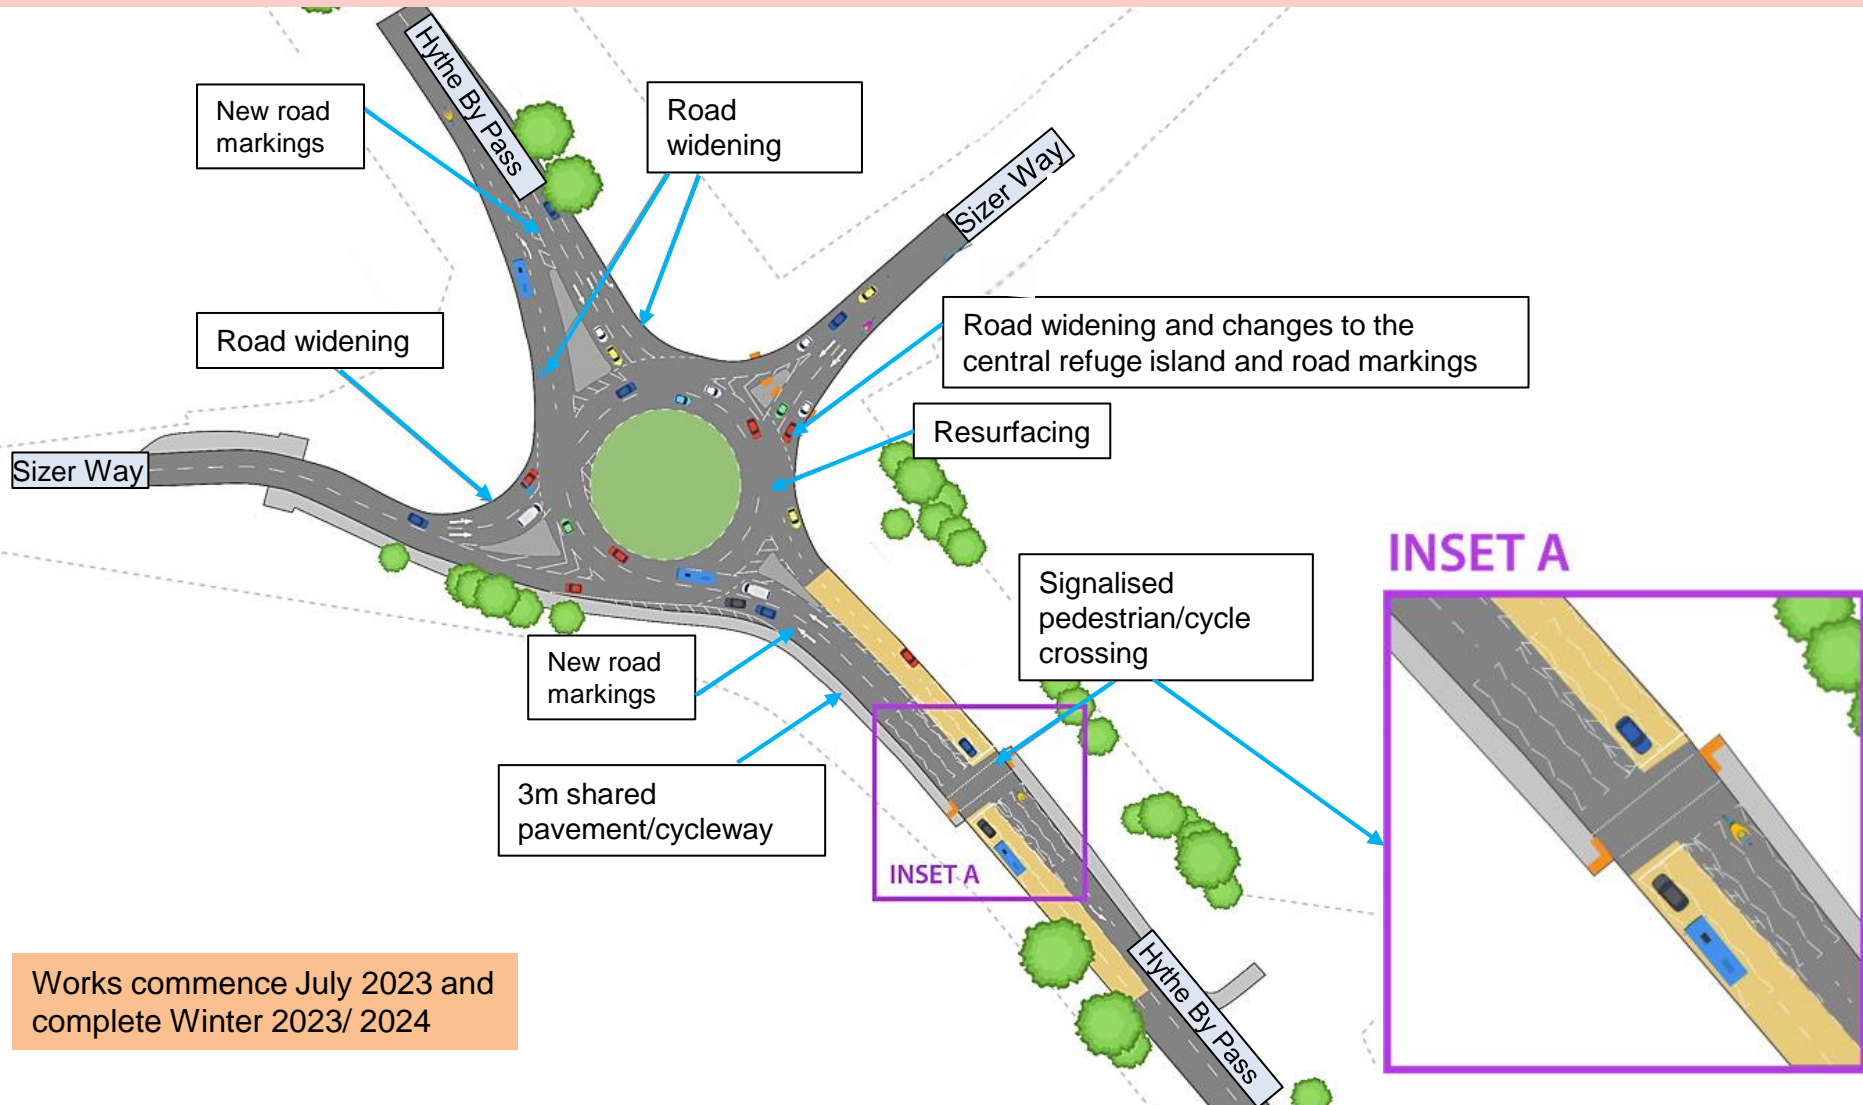 Hythe By Pass
New road
markings
Road
widening
Sizer Way
Road widening
Road widening and changes to the
central refuge island and road markings
Resurfacing
Sizer Way
INSET A
Signalised
pedestrian/cycle
crossing
New road
markings
3m shared
pavement/cycleway
INSET A
Hythe By Pass
Works commence July 2023 and
complete Winter 2023/ 2024